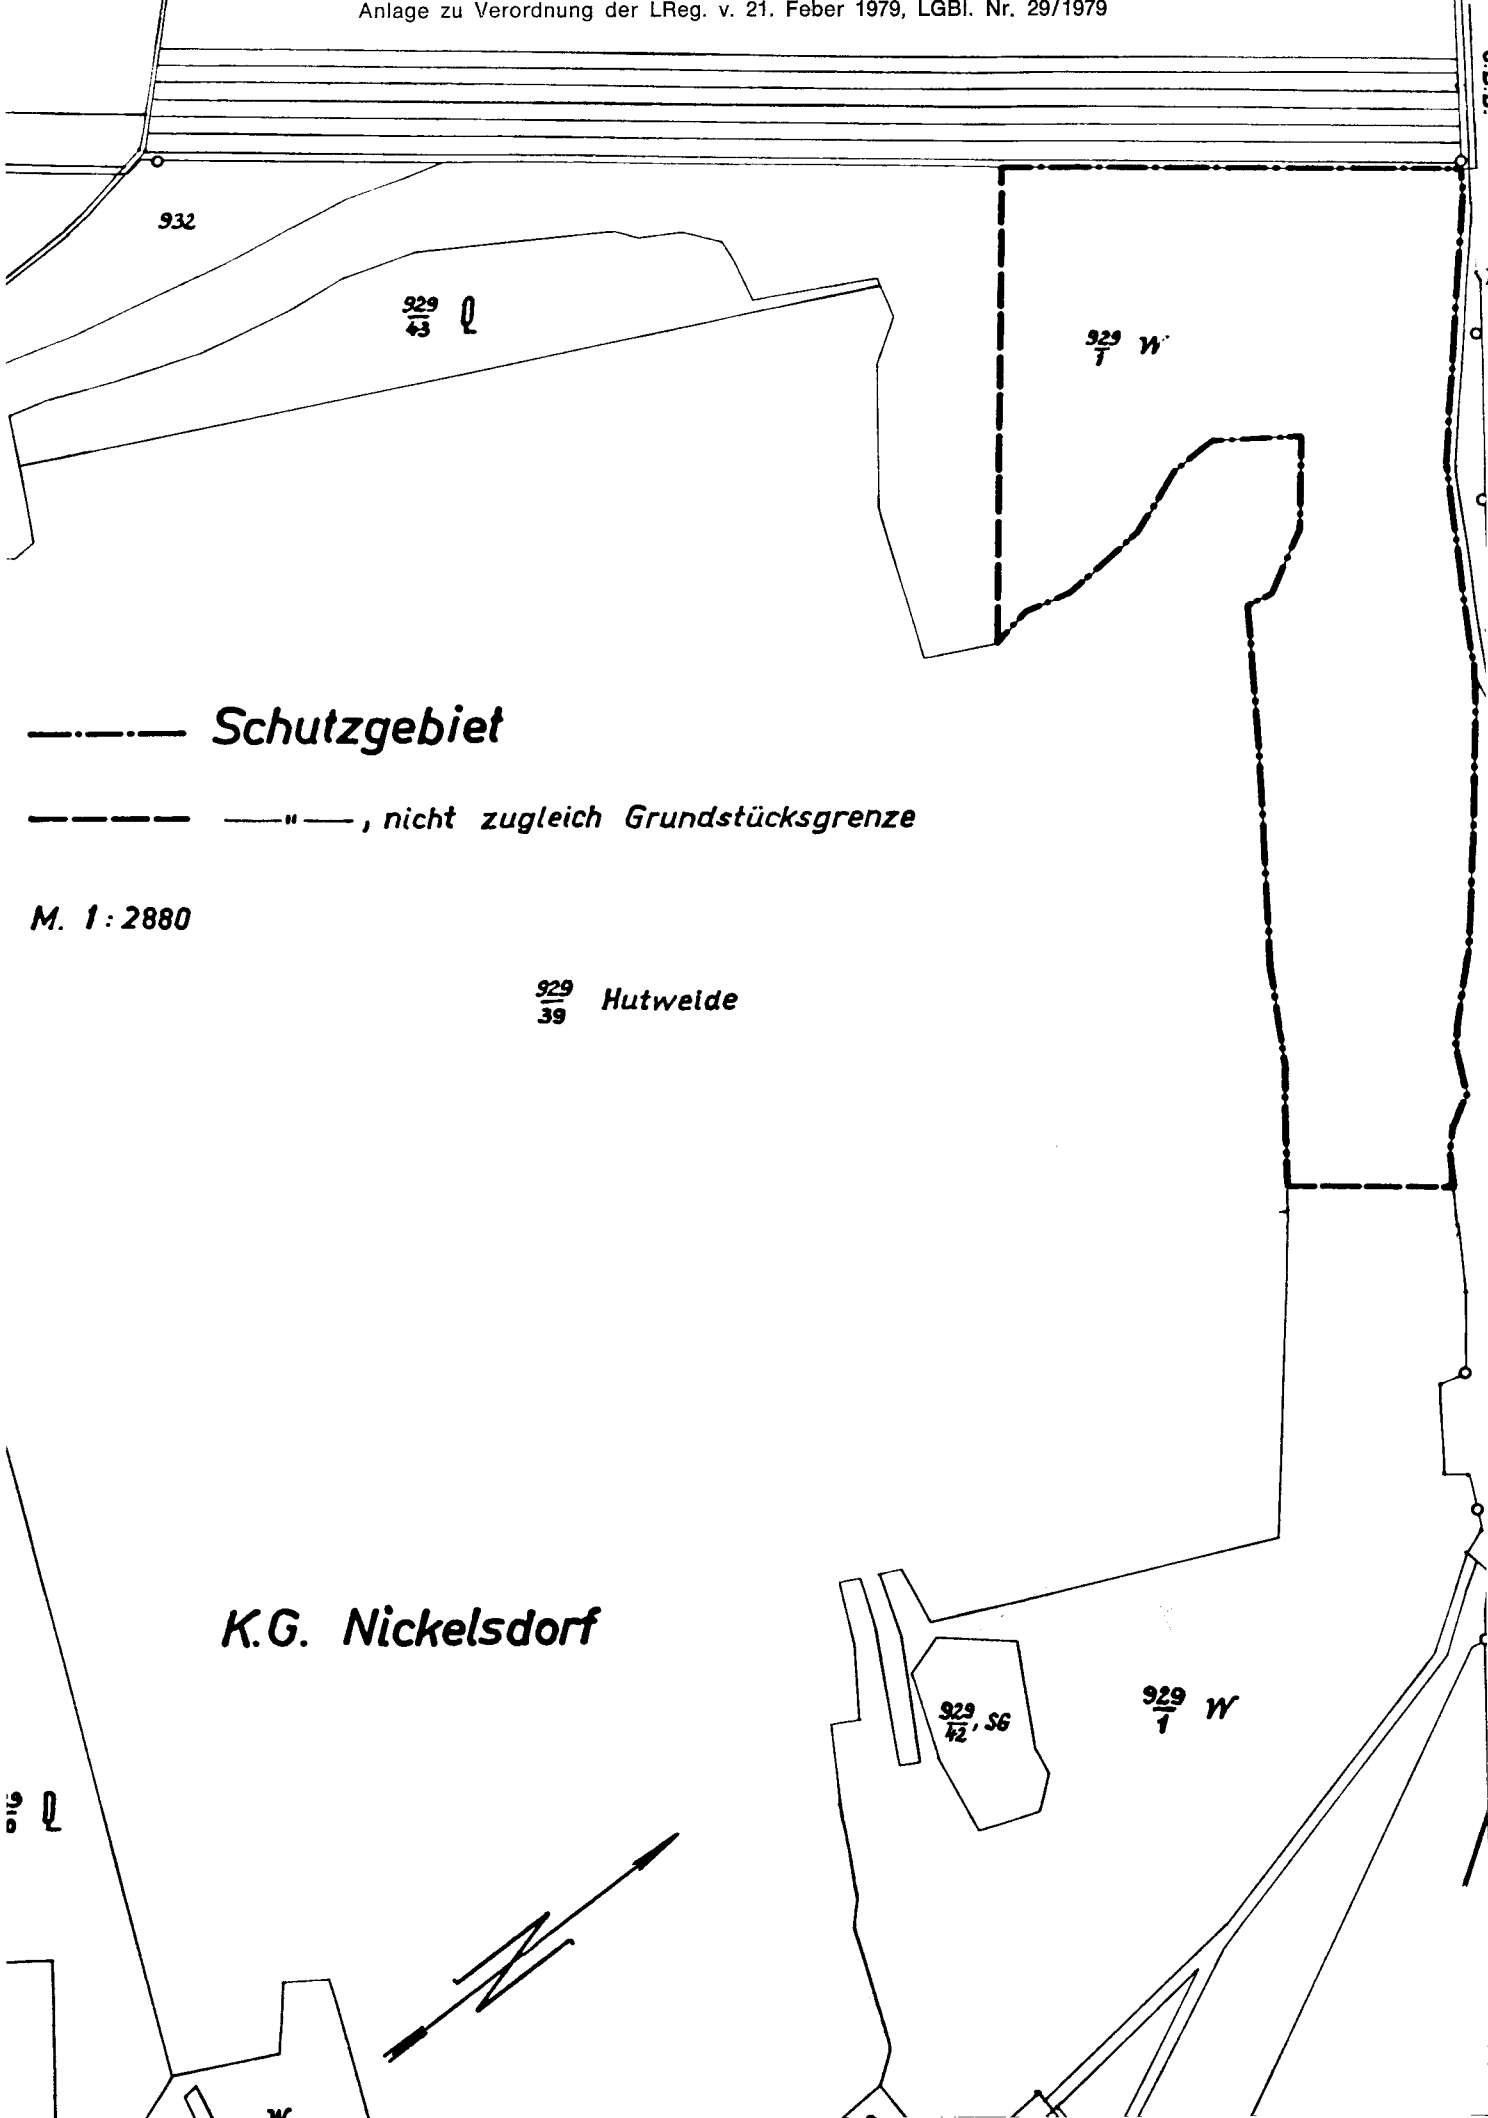 Anlage zu Verordnung der LReg. v. 21. Feber 1979, LGBl. Nr. 29/1979
932
929
43
929
1 W
Schutzgebiet
—"—, nicht zugleich Grundstücksgrenze
M. 1:2880
929
39 Hutweide
K.G. Nickelsdorf
929
42, SG
929
1 W
W